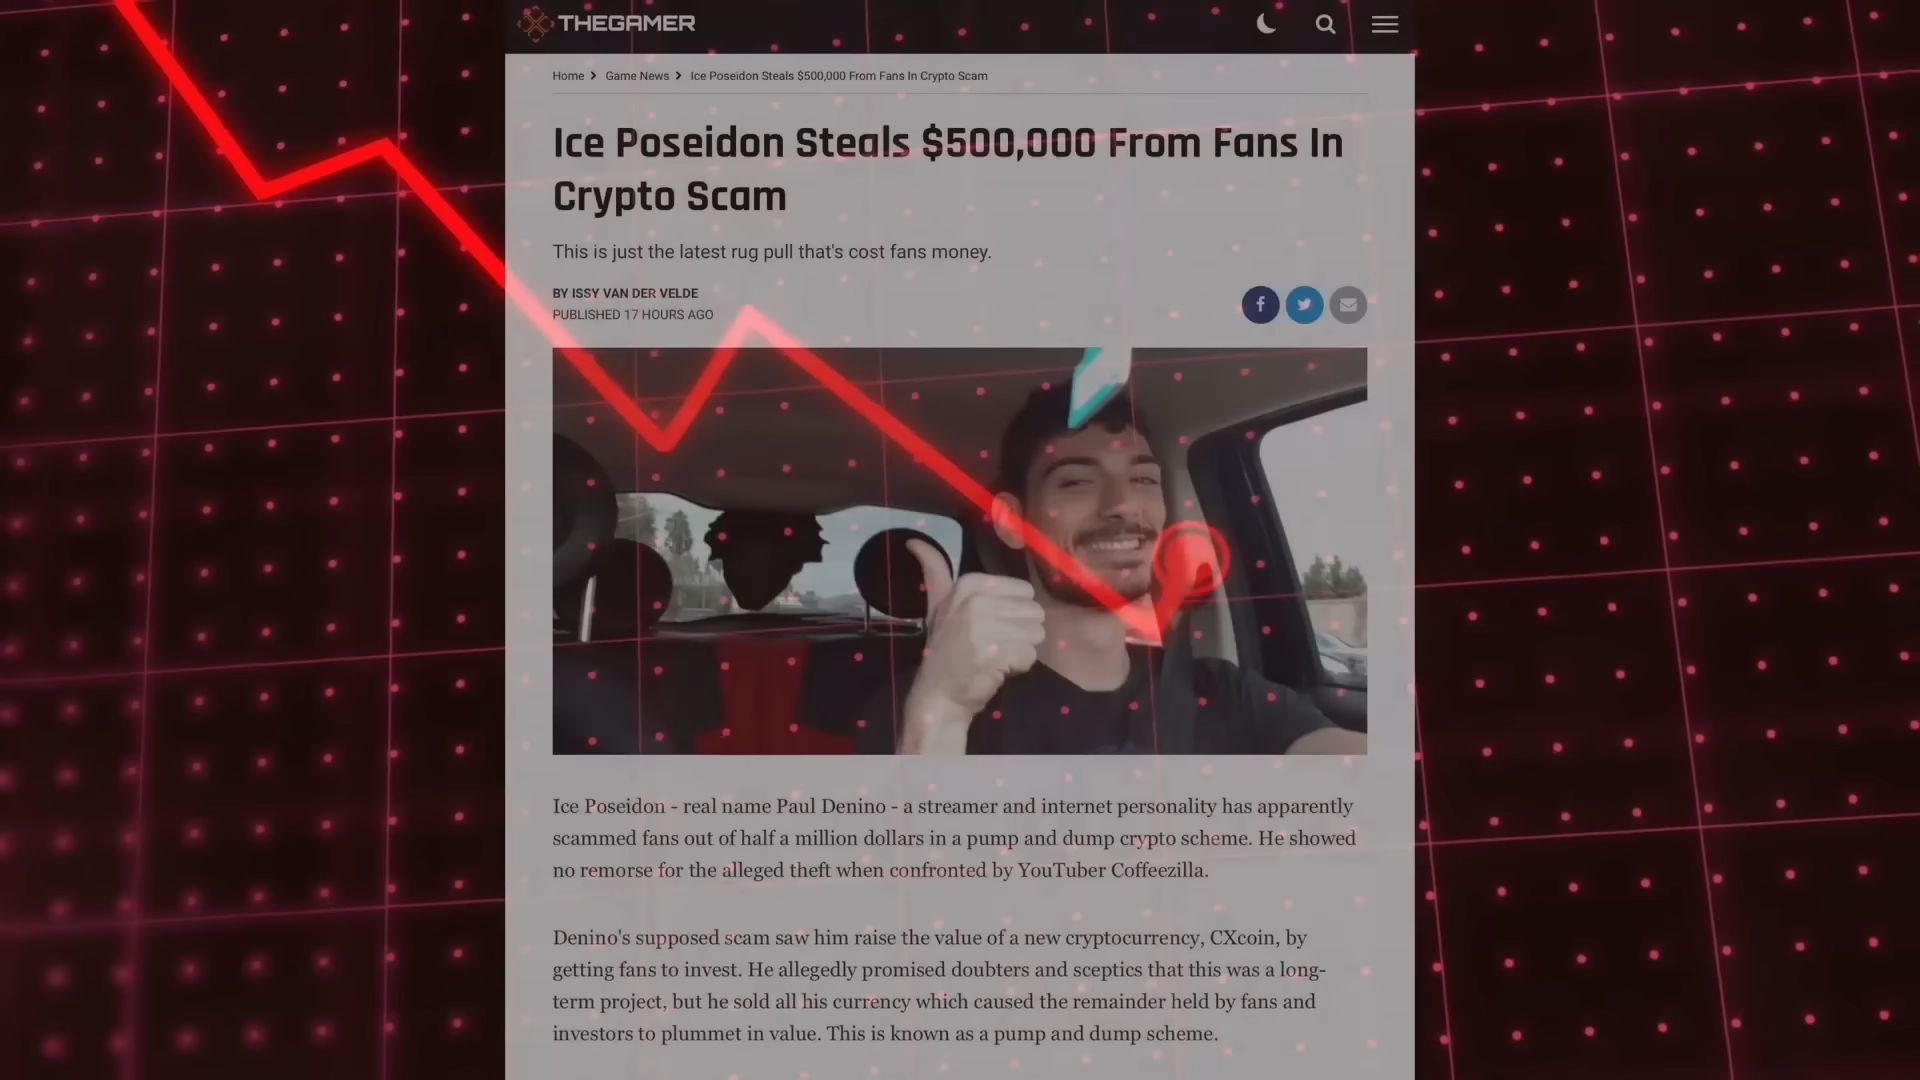 THEGAMER
Home > Game News > Ice Poseidon Steals $500,000 From Fans In Crypto Scam
Ice Poseidon Steals $500,000 From Fans In
Crypto Scam
This is just the latest rug pull that's cost fans money.
BY ISSY VAN DER VELDE
PUBLISHED 17 HOURS AGO
Ice Poseidon - real name Paul Denino - a streamer and internet personality has apparently
scammed fans out of half a million dollars in a pump and dump crypto scheme. He showed
no remorse for the alleged theft when confronted by YouTuber Coffeezilla.
Denino's supposed scam saw him raise the value of a new cryptocurrency, CXcoin, by
getting fans to invest. He allegedly promised doubters and sceptics that this was a long-
term project, but he sold all his currency which caused the remainder held by fans and
investors to plummet in value. This is known as a pump and dump scheme.